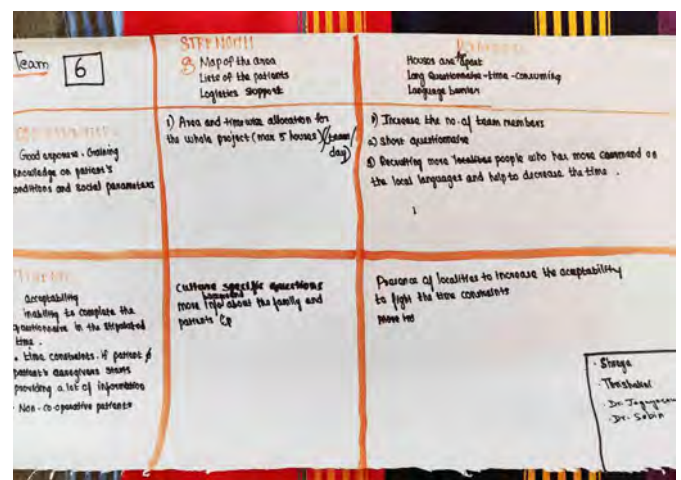 Team 6
STRENGTH
Map of the area
Lists of the patients
Logistics support
Houses are apart
Long Questionnaire-time-consuming
Language barrier
Good exposure. Gaining
knowledge on patient's
conditions and social parameters
1) Area and timewise allocation for
the whole project (max 5 houses)/(team/
day)
1) Increase the no. of team members
2) Short questionnaire
3) Recruiting more localities people who has more command on
the local languages and help to decrease the time.
acceptability
inability to complete the
questionnaire in the stipulated
time.
• time constraints. If patient
patient's caregivers starts
providing a lot of information
· Non-co-operative patients
Culture specific questions
more info about the family and
patients
Presence of localities to increase the acceptability
to fight the time constraints
more
· Shreya
· Dr.
· Dr. Sobin